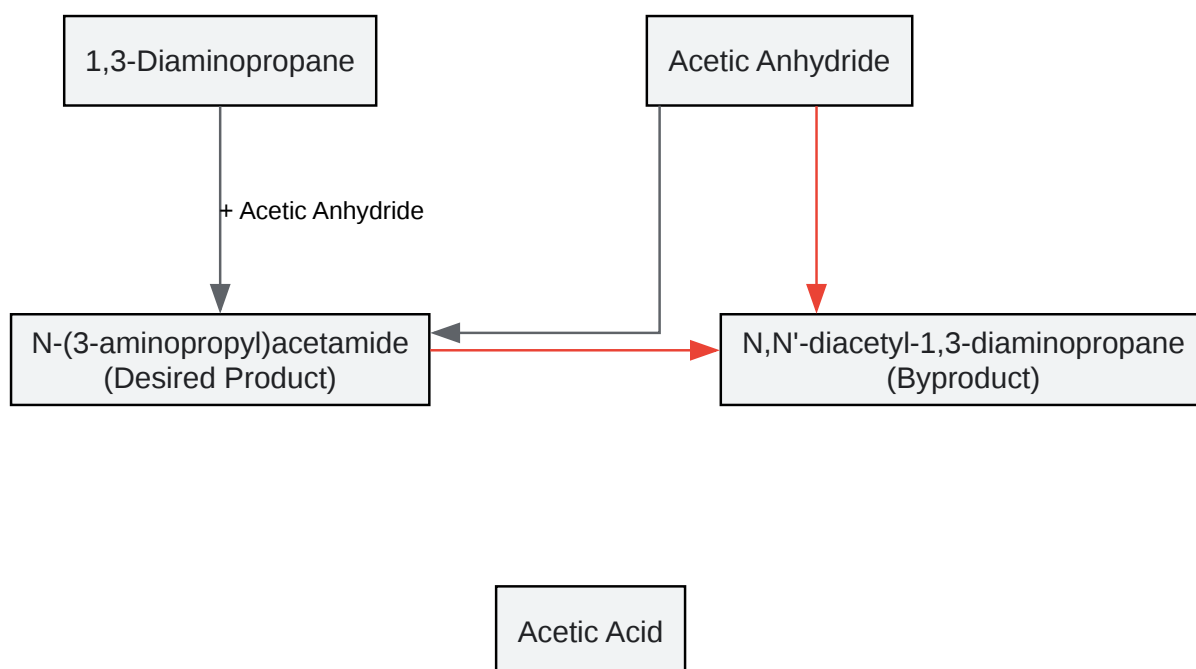 1,3-Diaminopropane
Acetic Anhydride
+ Acetic Anhydride
N-(3-aminopropyl)acetamide
(Desired Product)
N,N'-diacetyl-1,3-diaminopropane
(Byproduct)
Acetic Acid